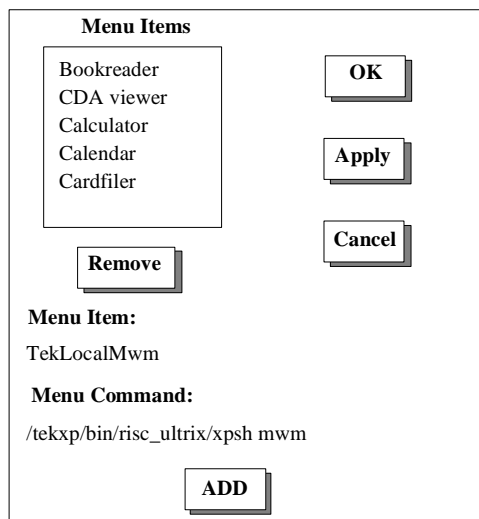 Menu Items
Bookreader
CDA viewer
Calculator
Calendar
Cardfiler
OK
Apply
Cancel
Remove
Menu Item:
TekLocalMwm
Menu Command:
/tekxp/bin/risc_ultrix/xpsh mwm
ADD